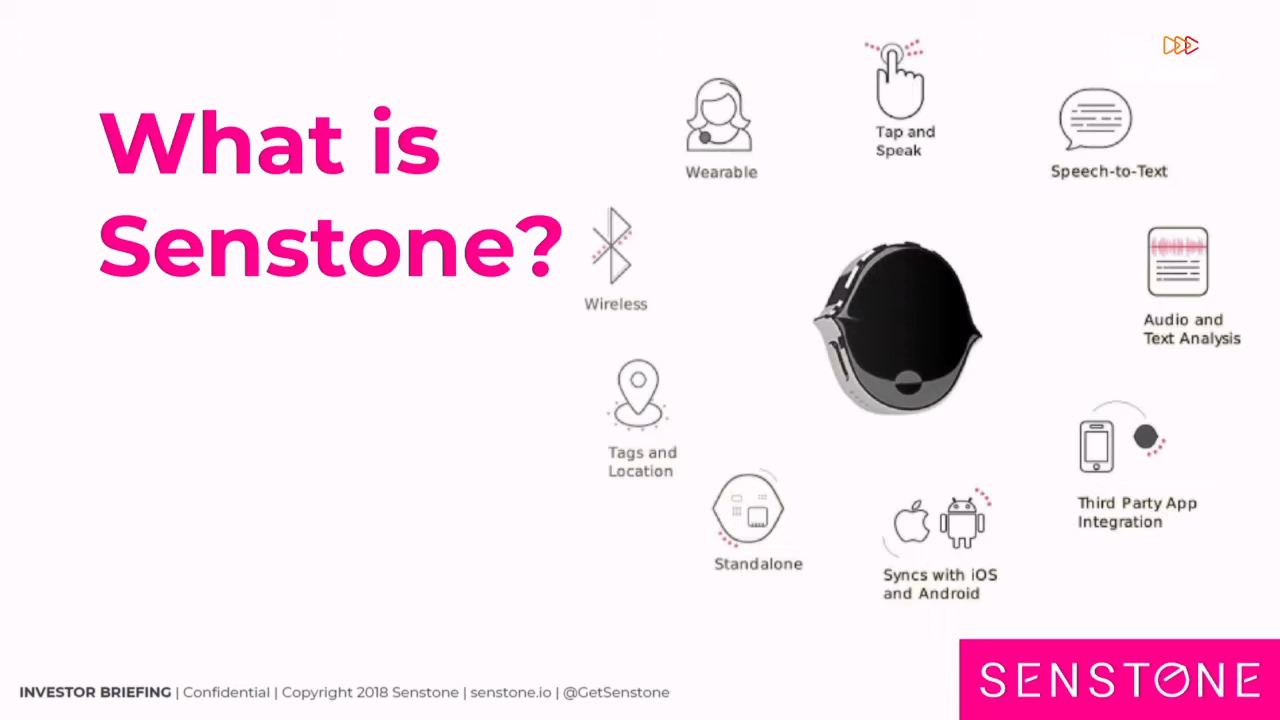 What is
Senstone?
Wearable
Tap and
Speak
Speech-to-Text
Wireless
Audio and
Text Analysis
Tags and
Location
Third Party App
Integration
Standalone
Syncs with iOS
and Android
INVESTOR BRIEFING | Confidential | Copyright 2018 Senstone | senstone.io | @GetSenstone
SENSTONE